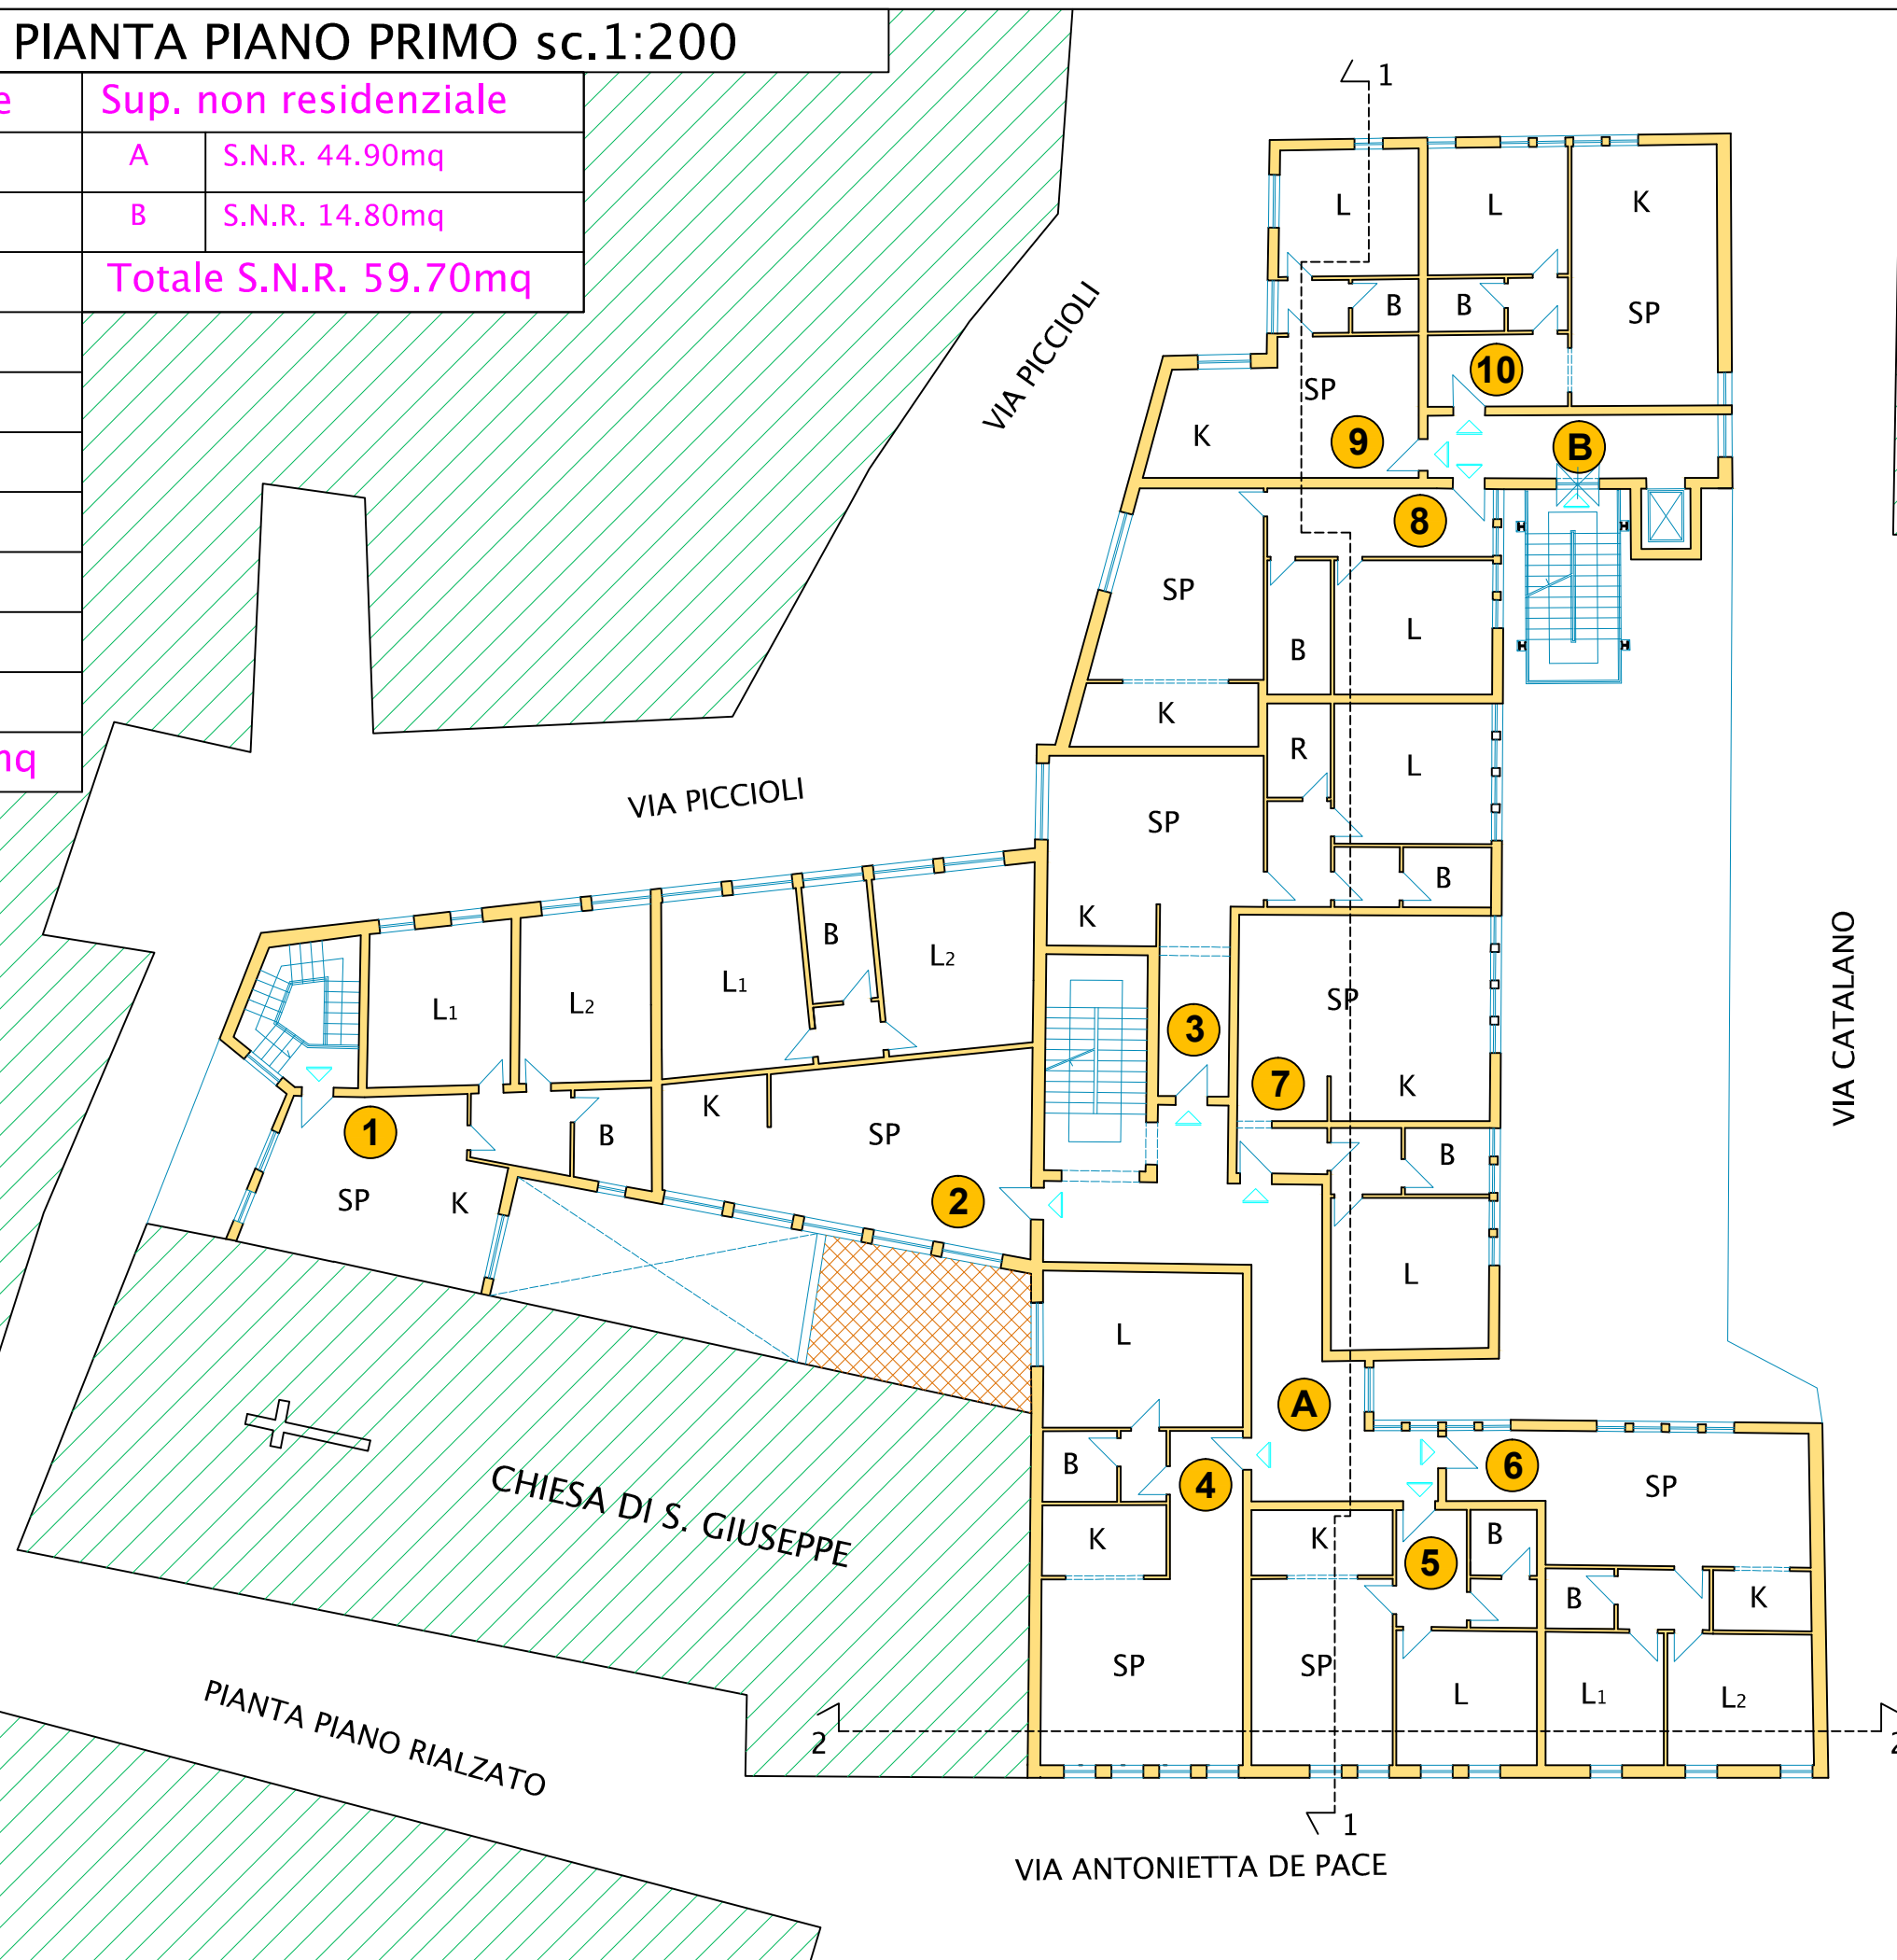 PIANTA PIANO PRIMO sc.1:200
e
Sup. non residenziale
A
S.N.R. 44.90mq
B
S.N.R. 14.80mq
Totale S.N.R. 59.70mq
mq
1
L
L
K
B
B
SP
VIA PICCIOLI
10
SP
K
9
B
8
SP
L
B
K
R
L
VIA PICCIOLI
SP
B
K
B
L2
L1
L1
L2
SP
3
VIA CATALANO
7
K
K
1
B
SP
B
SP
K
2
L
L
A
CHIESA DI S. GIUSEPPE
B
4
6
SP
K
K
5
B
B
K
SP
SP
L
L1
L2
PIANTA PIANO RIALZATO
2
2
1
VIA ANTONIETTA DE PACE